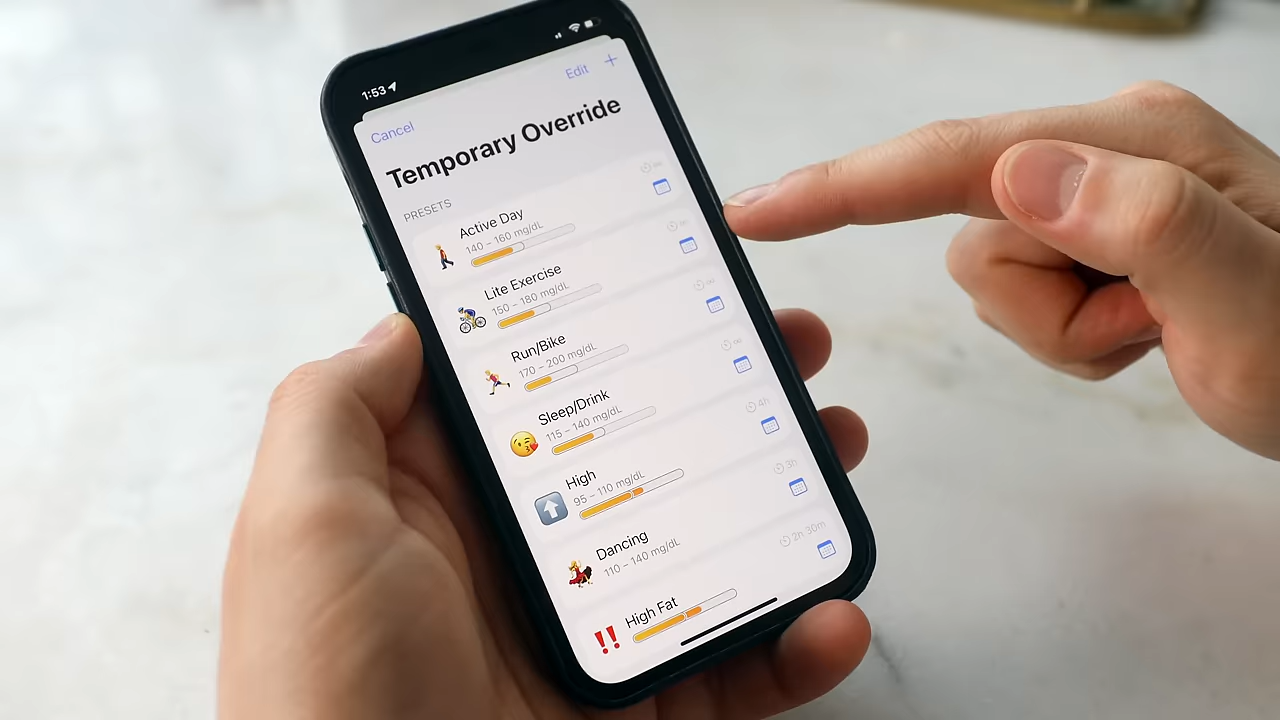 1:53
Edit +
Cancel
Temporary Override
PRESETS
Active Day
140 – 160 mg/dL
∞
Lite Exercise
150 – 180 mg/dL
∞
Run/Bike
170 – 200 mg/dL
∞
Sleep/Drink
115 – 140 mg/dL
∞
High
95 – 110 mg/dL
4h
Dancing
110 – 140 mg/dL
3h
High Fat
2h 30m